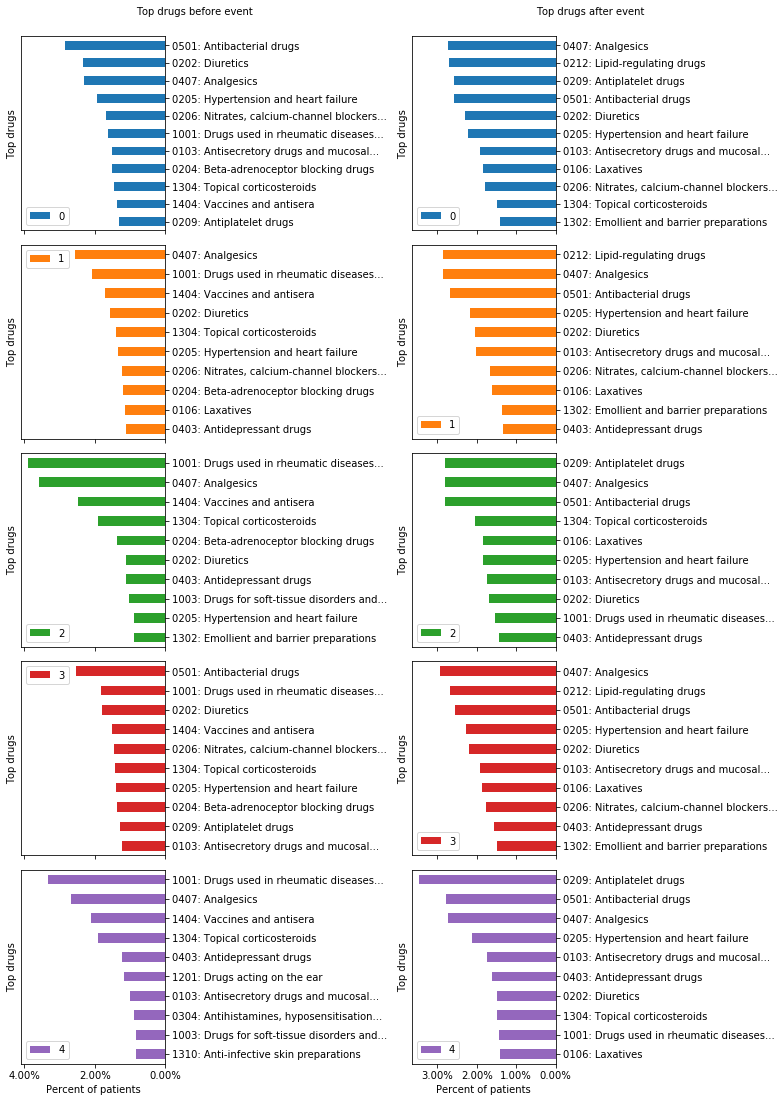 Top drugs before event
Top drugs
0501: Antibacterial drugs
0202: Diuretics
0407: Analgesics
0205: Hypertension and heart failure
0206: Nitrates, calcium-channel blockers...
1001: Drugs used in rheumatic diseases...
0103: Antisecretory drugs and mucosal...
0204: Beta-adrenoceptor blocking drugs
1304: Topical corticosteroids
1404: Vaccines and antisera
0209: Antiplatelet drugs
0
Top drugs
0407: Analgesics
1001: Drugs used in rheumatic diseases...
1404: Vaccines and antisera
0202: Diuretics
1304: Topical corticosteroids
0205: Hypertension and heart failure
0206: Nitrates, calcium-channel blockers...
0204: Beta-adrenoceptor blocking drugs
0106: Laxatives
0403: Antidepressant drugs
1
Top drugs
1001: Drugs used in rheumatic diseases...
0407: Analgesics
1404: Vaccines and antisera
1304: Topical corticosteroids
0204: Beta-adrenoceptor blocking drugs
0202: Diuretics
0403: Antidepressant drugs
1003: Drugs for soft-tissue disorders and...
0205: Hypertension and heart failure
1302: Emollient and barrier preparations
2
Top drugs
0501: Antibacterial drugs
1001: Drugs used in rheumatic diseases...
0202: Diuretics
1404: Vaccines and antisera
0206: Nitrates, calcium-channel blockers...
1304: Topical corticosteroids
0205: Hypertension and heart failure
0204: Beta-adrenoceptor blocking drugs
0209: Antiplatelet drugs
0103: Antisecretory drugs and mucosal...
3
Top drugs
1001: Drugs used in rheumatic diseases...
0407: Analgesics
1404: Vaccines and antisera
1304: Topical corticosteroids
0403: Antidepressant drugs
1201: Drugs acting on the ear
0103: Antisecretory drugs and mucosal...
0304: Antihistamines, hyposensitisation...
1003: Drugs for soft-tissue disorders and...
1310: Anti-infective skin preparations
4
4.00% 2.00% 0.00%
Percent of patients
Top drugs after event
Top drugs
0407: Analgesics
0212: Lipid-regulating drugs
0209: Antiplatelet drugs
0501: Antibacterial drugs
0202: Diuretics
0205: Hypertension and heart failure
0103: Antisecretory drugs and mucosal...
0106: Laxatives
0206: Nitrates, calcium-channel blockers...
1304: Topical corticosteroids
1302: Emollient and barrier preparations
0
Top drugs
0212: Lipid-regulating drugs
0407: Analgesics
0501: Antibacterial drugs
0205: Hypertension and heart failure
0202: Diuretics
0103: Antisecretory drugs and mucosal...
0206: Nitrates, calcium-channel blockers...
0106: Laxatives
1302: Emollient and barrier preparations
0403: Antidepressant drugs
1
Top drugs
0209: Antiplatelet drugs
0407: Analgesics
0501: Antibacterial drugs
1304: Topical corticosteroids
0106: Laxatives
0205: Hypertension and heart failure
0103: Antisecretory drugs and mucosal...
0202: Diuretics
1001: Drugs used in rheumatic diseases...
0403: Antidepressant drugs
2
Top drugs
0407: Analgesics
0212: Lipid-regulating drugs
0501: Antibacterial drugs
0205: Hypertension and heart failure
0202: Diuretics
0103: Antisecretory drugs and mucosal...
0106: Laxatives
0206: Nitrates, calcium-channel blockers...
0403: Antidepressant drugs
1302: Emollient and barrier preparations
3
Top drugs
0209: Antiplatelet drugs
0501: Antibacterial drugs
0407: Analgesics
0205: Hypertension and heart failure
0103: Antisecretory drugs and mucosal...
0403: Antidepressant drugs
0202: Diuretics
1304: Topical corticosteroids
1001: Drugs used in rheumatic diseases...
0106: Laxatives
4
3.00% 2.00% 1.00% 0.00%
Percent of patients